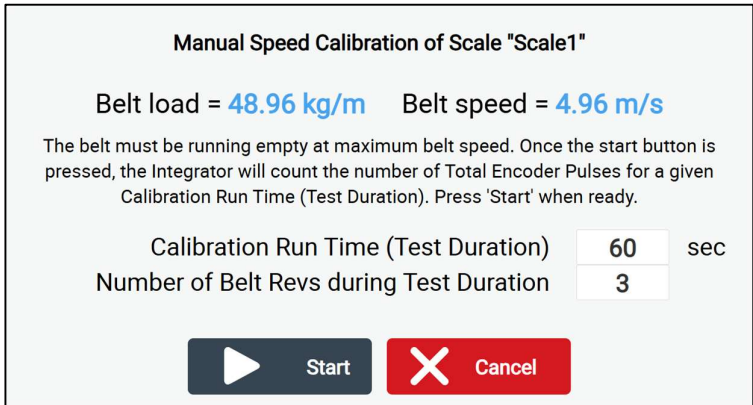 Manual Speed Calibration of Scale "Scale1"
Belt load = 48.96 kg/m Belt speed = 4.96 m/s
The belt must be running empty at maximum belt speed. Once the start button is
pressed, the Integrator will count the number of Total Encoder Pulses for a given
Calibration Run Time (Test Duration). Press 'Start' when ready.
Calibration Run Time (Test Duration) 60 sec
Number of Belt Revs during Test Duration 3
Start Cancel